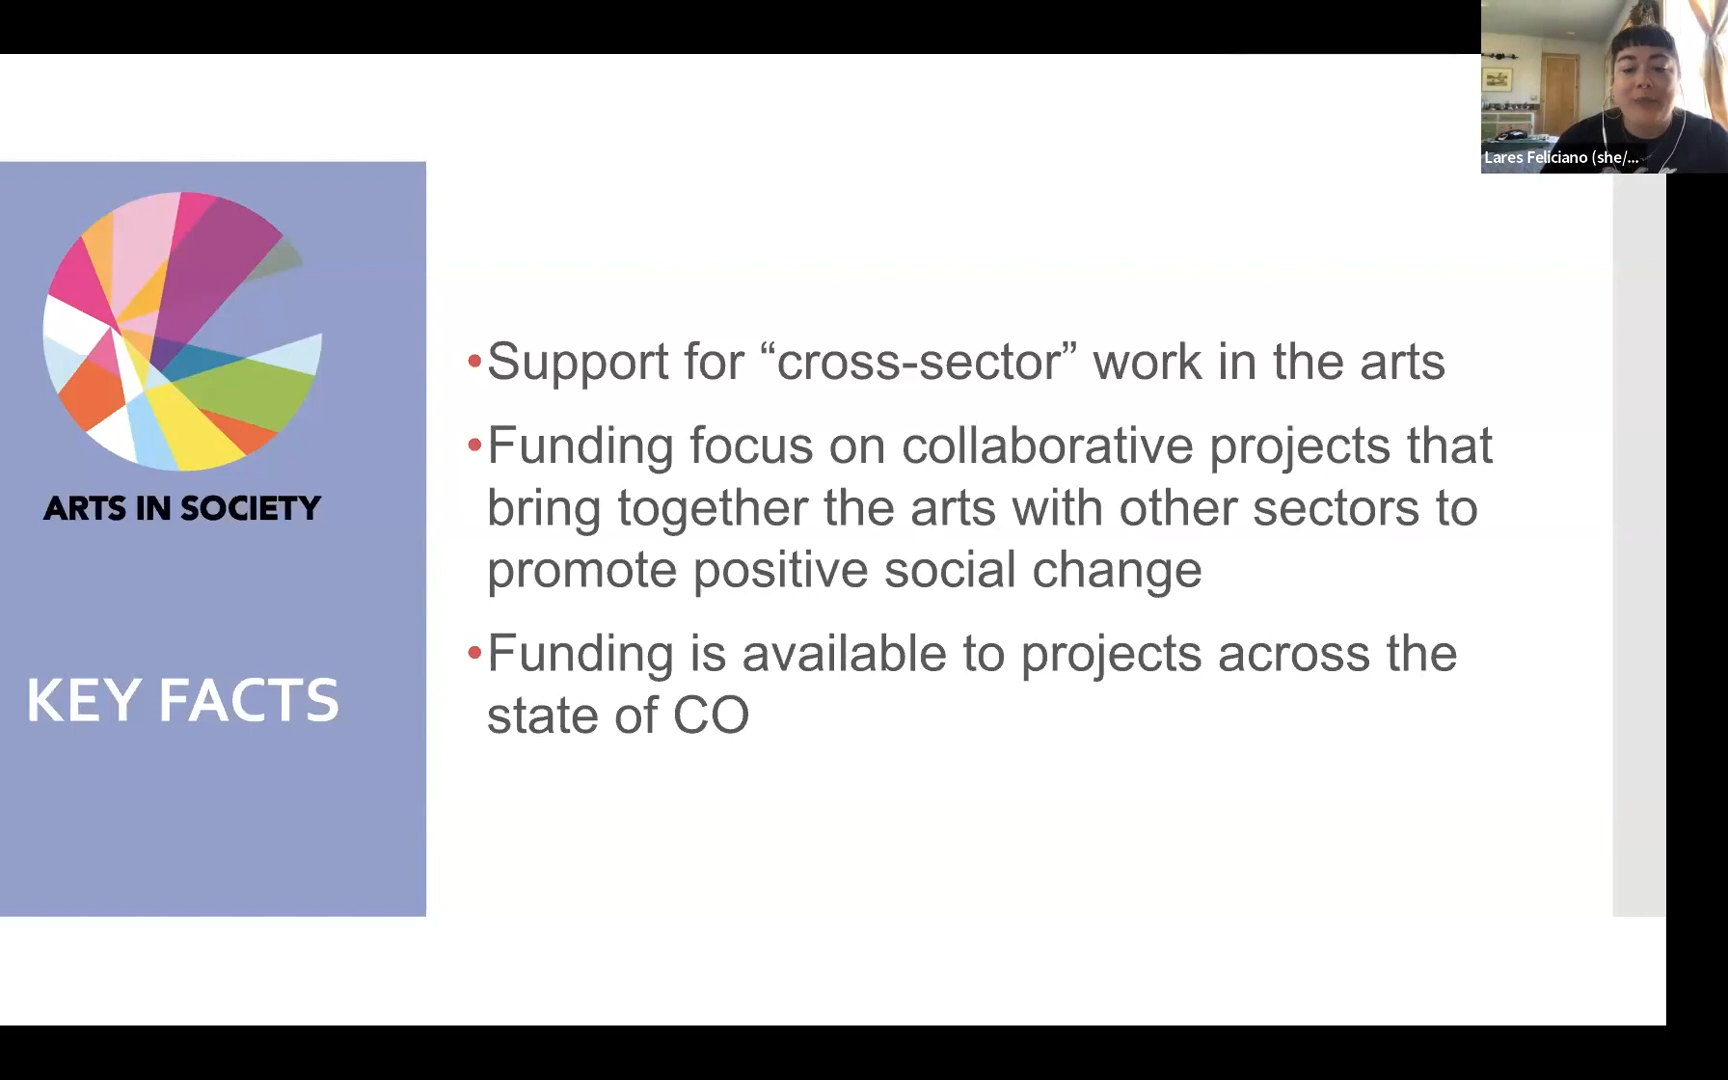 Lares Feliciano (she/...
ARTS IN SOCIETY
KEY FACTS
•Support for “cross-sector” work in the arts
•Funding focus on collaborative projects that
bring together the arts with other sectors to
promote positive social change
•Funding is available to projects across the
state of CO